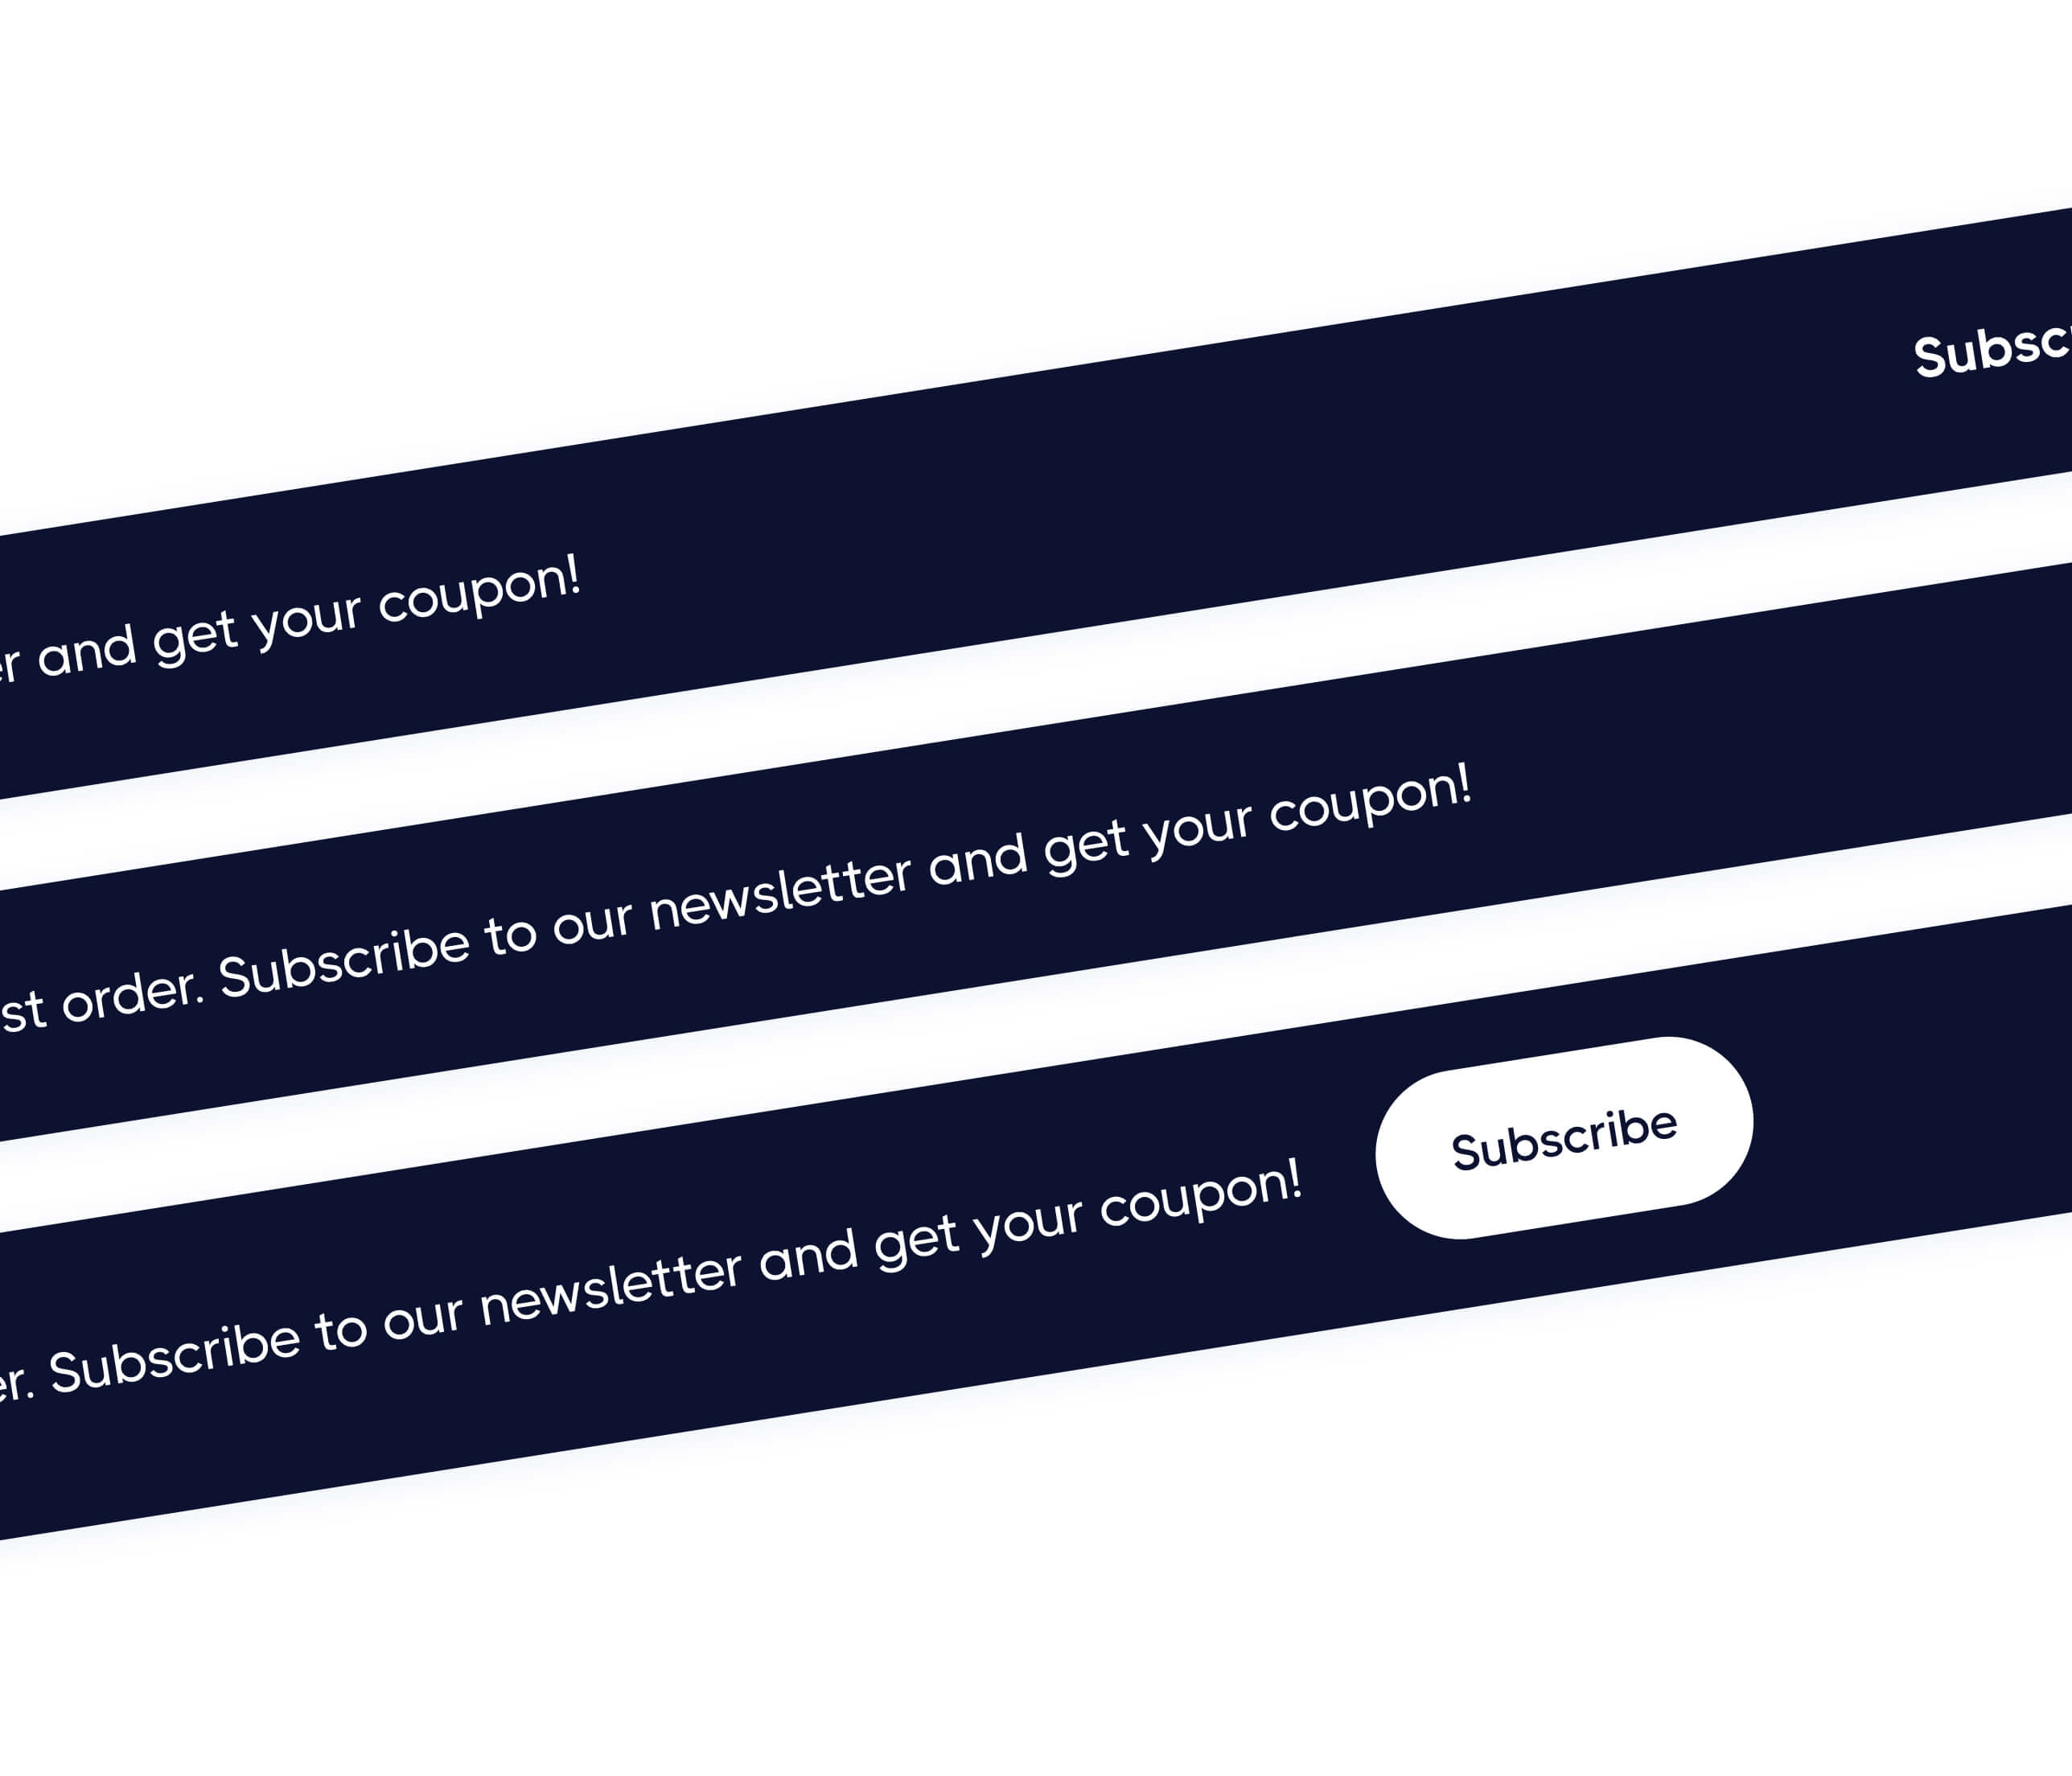 and get your coupon!
Subsc
st order. Subscribe to our newsletter and get your coupon!
er. Subscribe to our newsletter and get your coupon!
Subscribe